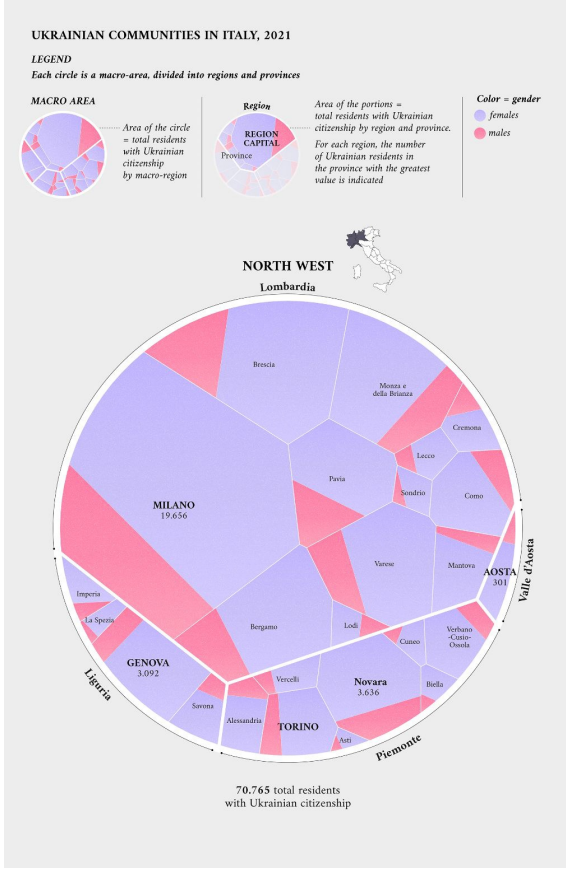 UKRAINIAN COMMUNITIES IN ITALY, 2021
LEGEND
Each circle is a macro-area, divided into regions and provinces
MACRO AREA
Area of the circle
= total residents
with Ukrainian
citizenship
by macro-region
Region
REGION
CAPITAL
Province
Area of the portions =
total residents with Ukrainian
citizenship by region and province.
For each region, the number
of Ukrainian residents in
the province with the greatest
value is indicated
Color = gender
females
males
NORTH WEST
Lombardia
Brescia
Monza e
della Brianza
Cremona
Lecco
Pavia
Sondrio
Como
MILANO
19.656
Varese
Mantova
Valle d'Aosta
AOSTA
301
Imperia
La Spezia
Bergamo
Lodi
Cuneo
Verbano
-Cusio-
Ossola
GENOVA
3.092
Liguria
Vercelli
Novara
3.636
Biella
Savona
Alessandria
TORINO
Asti
Piemonte
70.765 total residents
with Ukrainian citizenship